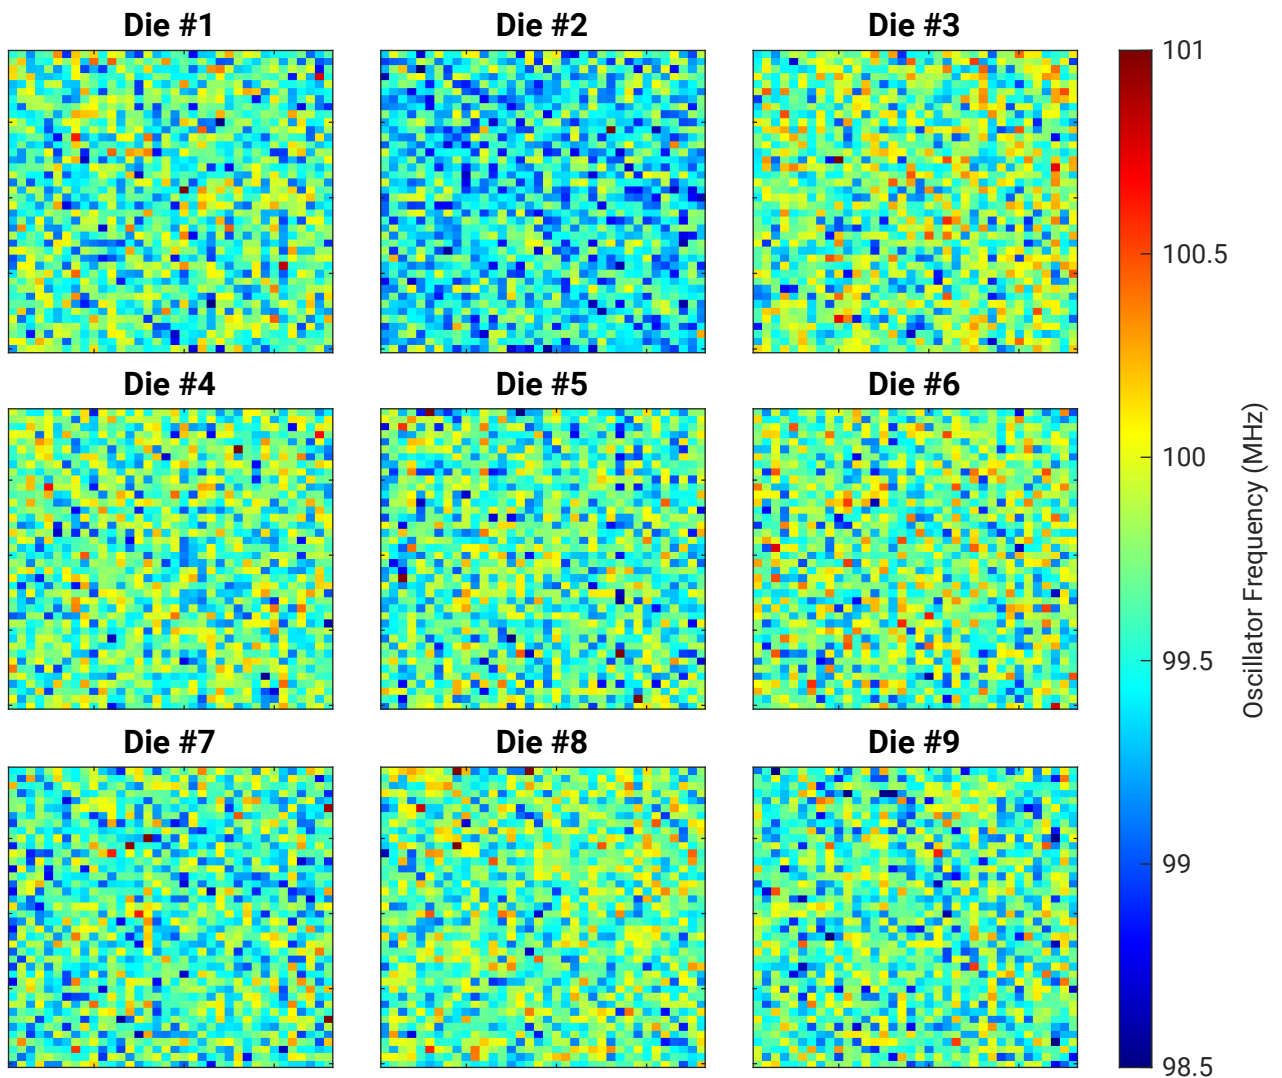 Die #1
Die #2
Die #3
Die #4
Die #5
Die #6
Die #7
Die #8
Die #9
101
100.5
100
99.5
99
98.5
Oscillator Frequency (MHz)